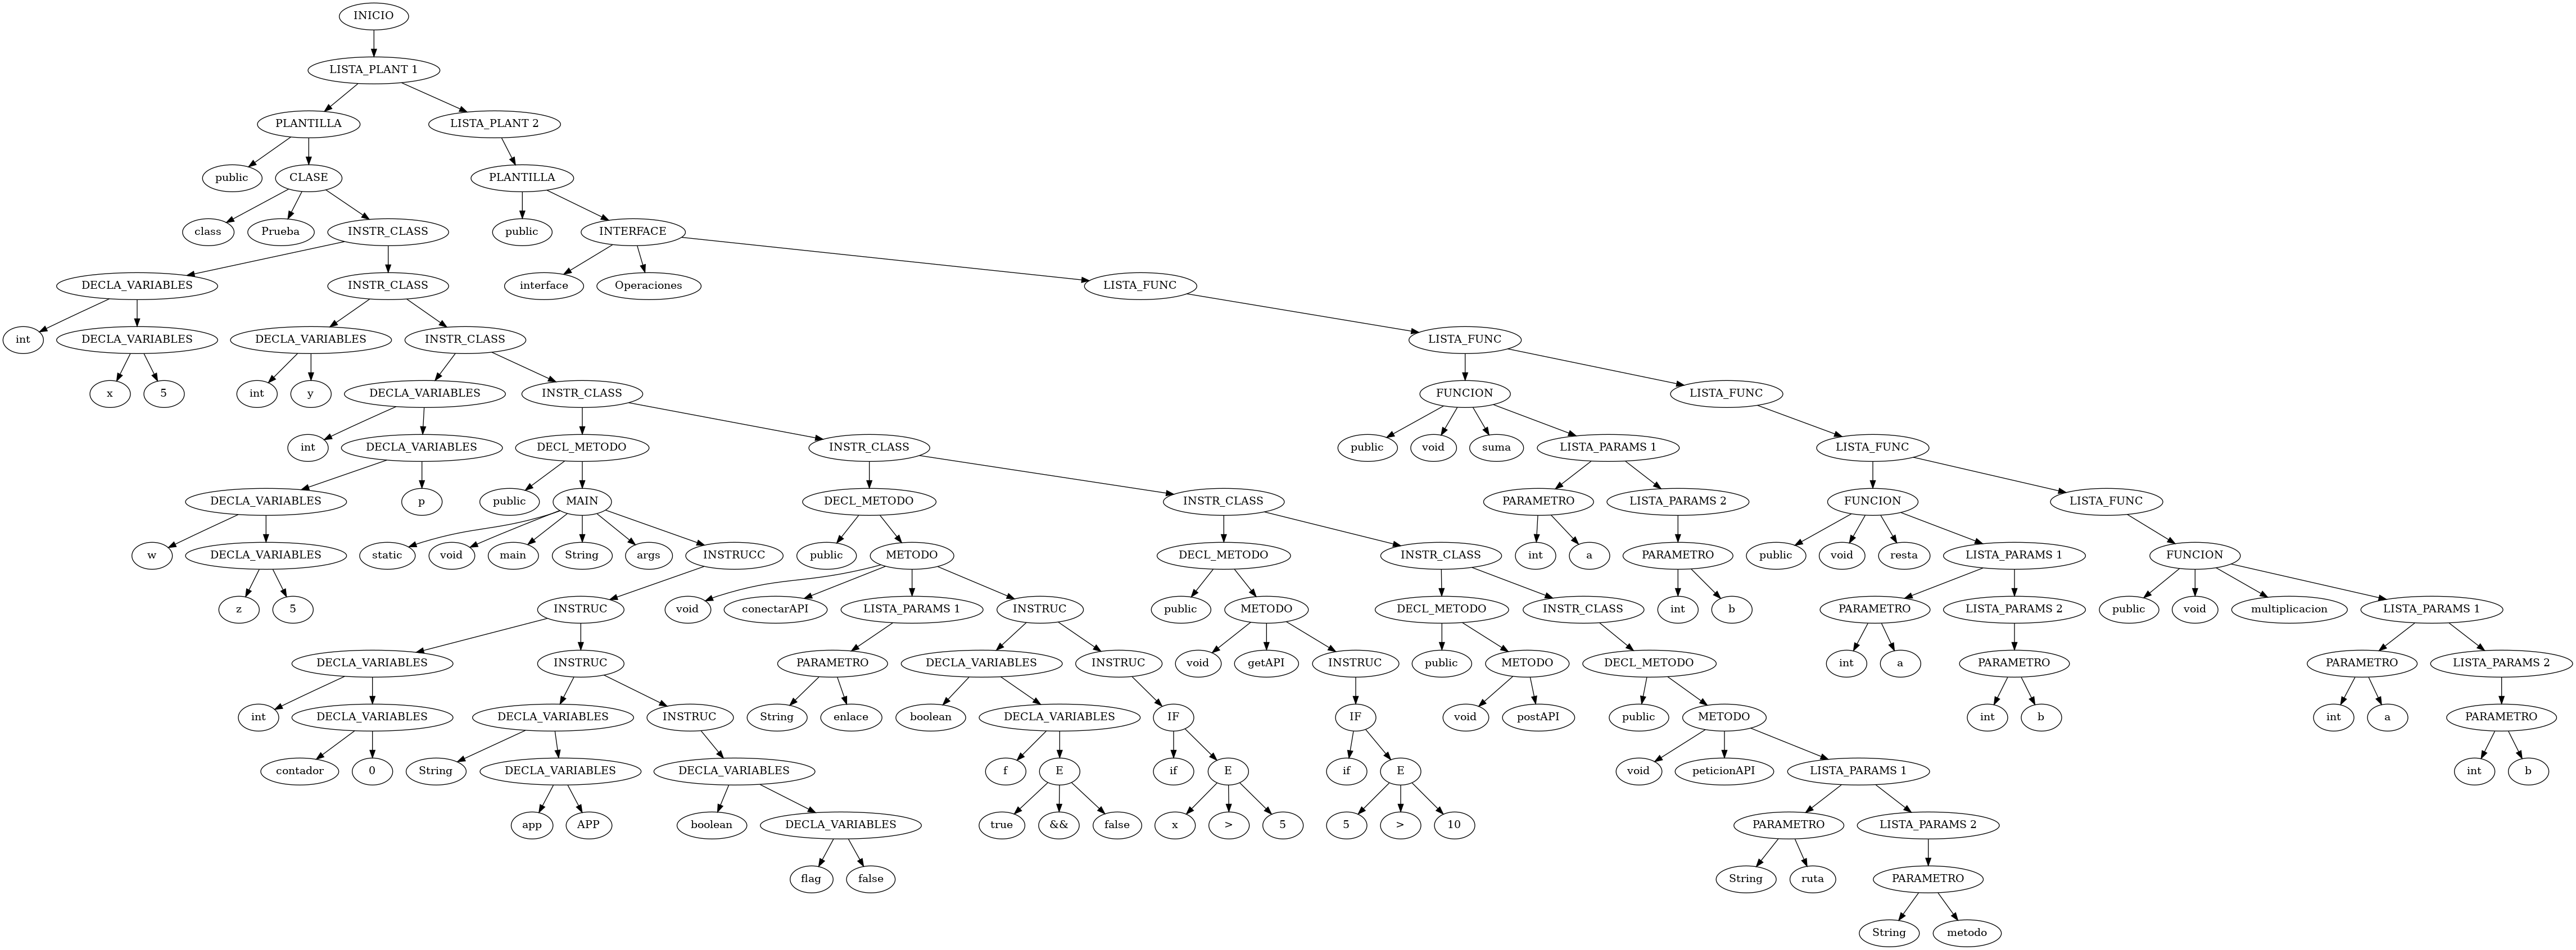 INICIO
LISTA_PLANT 1
PLANTILLA LISTA_PLANT 2
public CLASE PLANTILLA
class Prueba INSTR_CLASS public INTERFACE
DECLA_VARIABLES INSTR_CLASS interface Operaciones LISTA_FUNC
int DECLA_VARIABLES DECLA_VARIABLES INSTR_CLASS LISTA_FUNC
x 5 int y DECLA_VARIABLES INSTR_CLASS FUNCION LISTA_FUNC
int DECLA_VARIABLES DECL_METODO INSTR_CLASS public void suma LISTA_PARAMS 1 LISTA_FUNC
DECLA_VARIABLES p public MAIN DECL_METODO INSTR_CLASS PARAMETRO LISTA_PARAMS 2 FUNCION LISTA_FUNC
w DECLA_VARIABLES static void main String args INSTRUCC public METODO DECL_METODO INSTR_CLASS int a PARAMETRO public void resta LISTA_PARAMS 1 FUNCION
z 5 INSTRUC void conectarAPI LISTA_PARAMS 1 INSTRUC public METODO DECL_METODO INSTR_CLASS int b PARAMETRO LISTA_PARAMS 2 public void multiplicacion LISTA_PARAMS 1
DECLA_VARIABLES INSTRUC PARAMETRO DECLA_VARIABLES INSTRUC void getAPI INSTRUC public METODO DECL_METODO int a PARAMETRO PARAMETRO LISTA_PARAMS 2
int DECLA_VARIABLES DECLA_VARIABLES INSTRUC String enlace boolean DECLA_VARIABLES IF IF void postAPI public METODO int b int a PARAMETRO
contador 0 String DECLA_VARIABLES DECLA_VARIABLES f E if E if E void peticionAPI LISTA_PARAMS 1 int b
app APP boolean DECLA_VARIABLES true && false x > 5 5 > 10 PARAMETRO LISTA_PARAMS 2
flag false String ruta PARAMETRO
String metodo